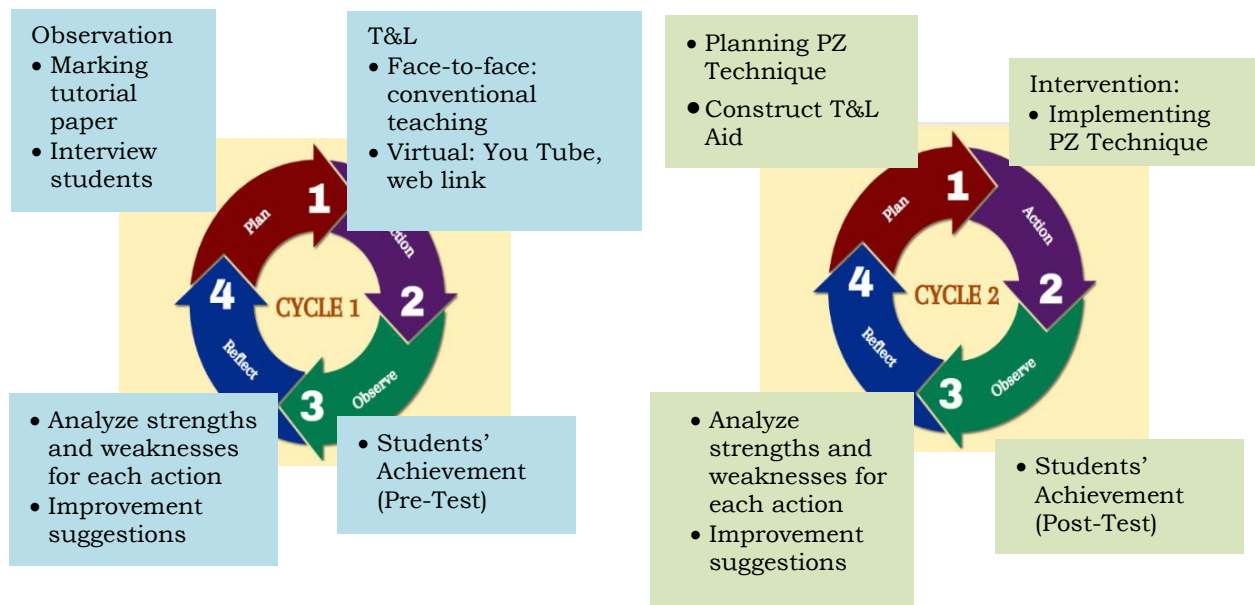 Observation
• Marking
tutorial
paper
• Interview
students
T&L
• Face-to-face:
conventional
teaching
• Virtual: You Tube,
web link
1
Plan
2
3
Observe
4
Reflect
CYCLE 1
• Analyze strengths
and weaknesses
for each action
• Improvement
suggestions
• Students’
Achievement
(Pre-Test)
• Planning PZ
Technique
• Construct T&L
Aid
Intervention:
• Implementing
PZ Technique
1
Plan
Action
2
3
Observe
4
Reflect
CYCLE 2
• Analyze
strengths and
weaknesses for
each action
• Improvement
suggestions
• Students’
Achievement
(Post-Test)